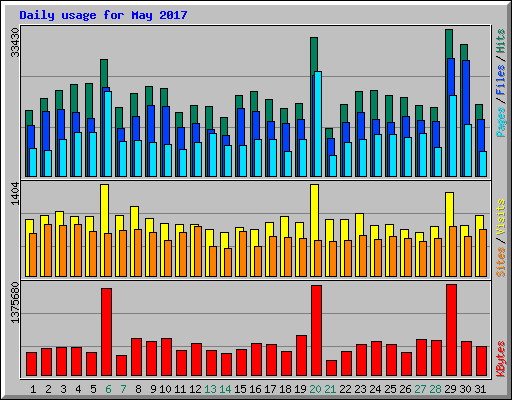 Daily usage for May 2017
33430
Pages / Files / Hits
1404
Sites / Visits
1375680
KBytes
1 2 3 4 5 6 7 8 9 10 11 12 13 14 15 16 17 18 19 20 21 22 23 24 25 26 27 28 29 30 31